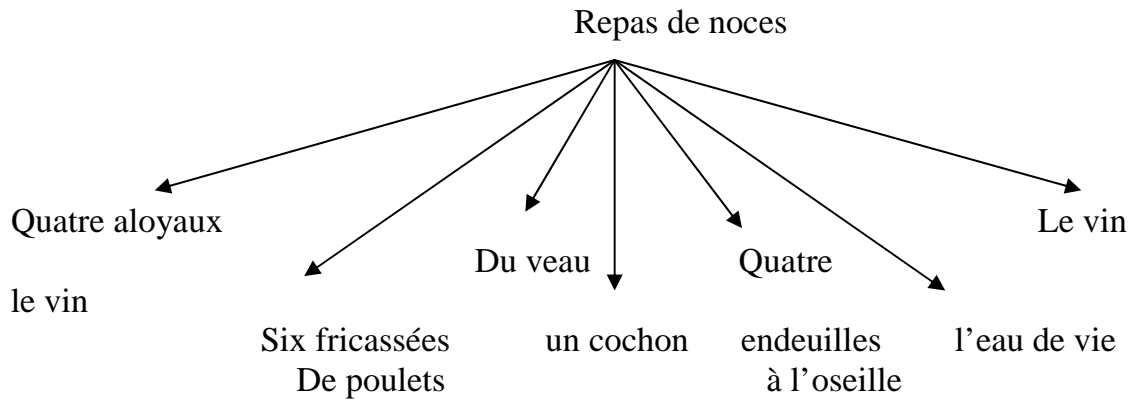 Repas de noces
Quatre aloyaux
Le vin
Du veau
Quatre
le vin
Six fricassées
un cochon
endeuilles
l'eau de vie
De poulets
à l'oseille